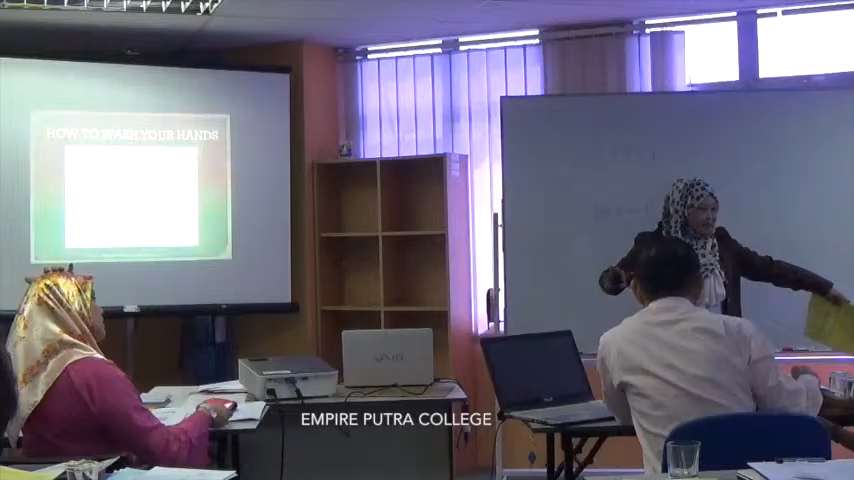 HOW TO WASH YOUR HANDS
VAIO
EMPIRE PUTRA COLLEGE